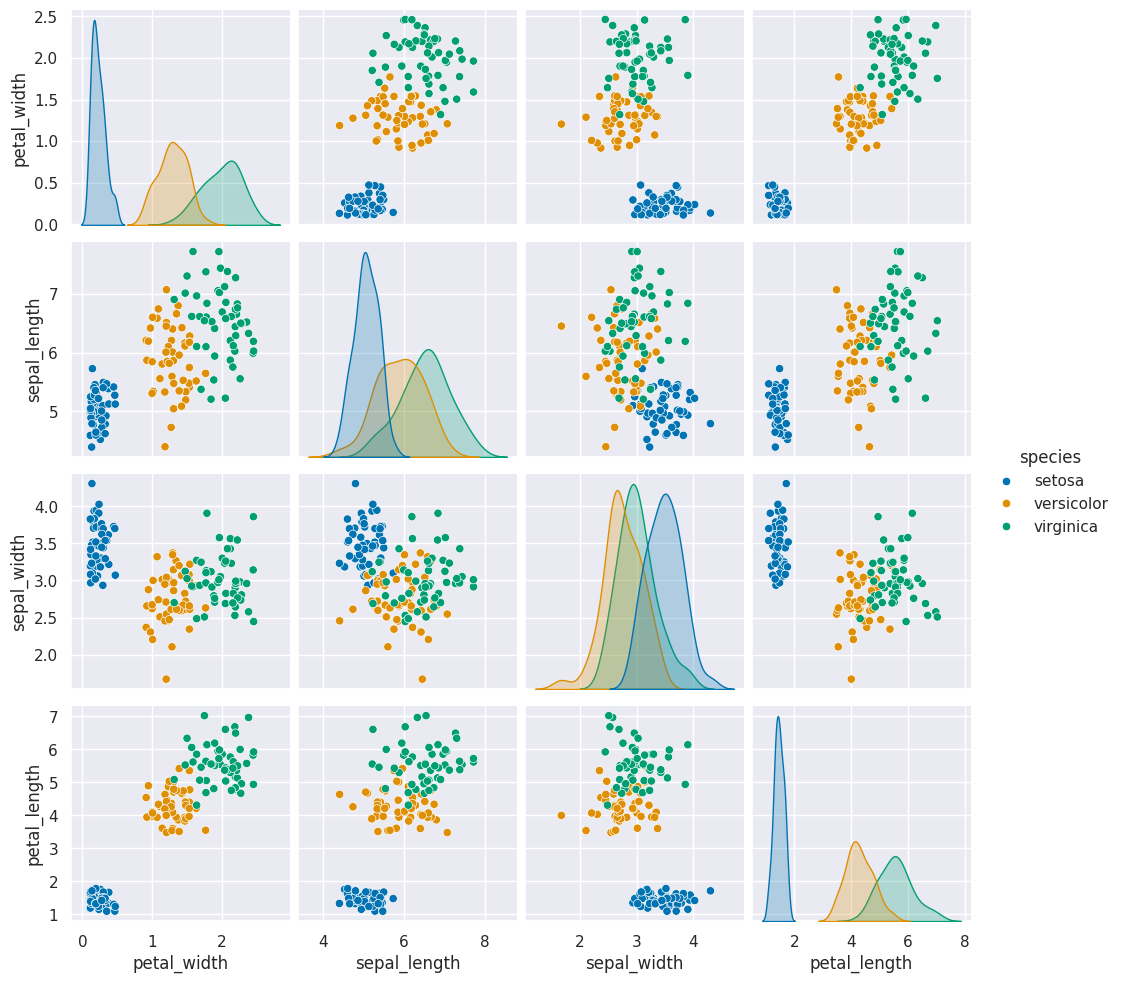 2.5
2.0
1.5
1.0
0.5
0.0
petal_width
7
6
5
sepal_length
4.0
3.5
3.0
2.5
2.0
sepal_width
7
6
5
4
3
2
1
petal_length
0 1 2
petal_width
4 6 8
sepal_length
2 3 4
sepal_width
2 4 6 8
petal_length
species
setosa
versicolor
virginica